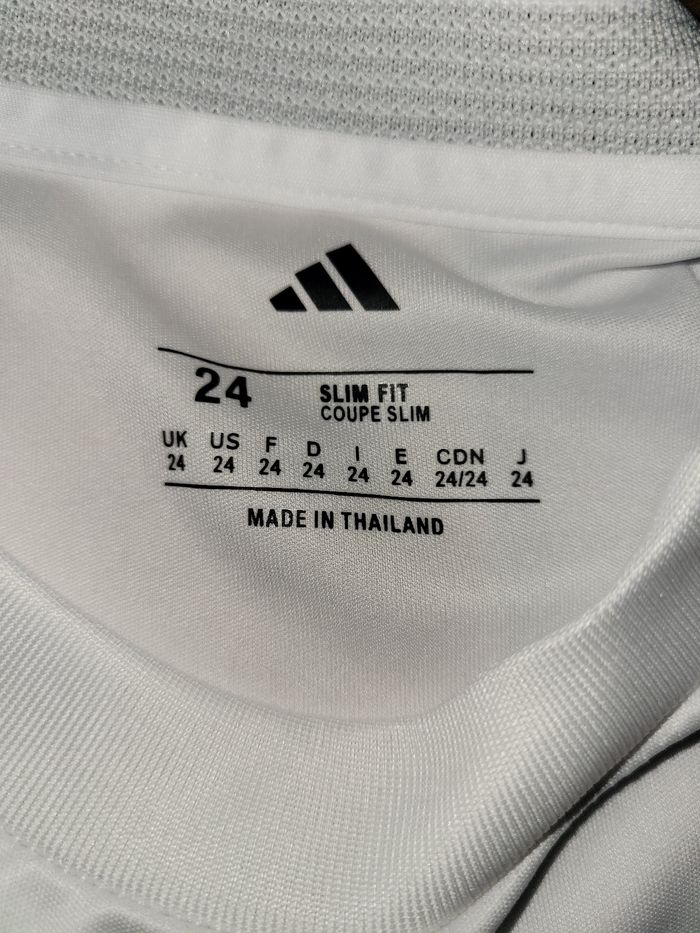 24 SLIM FIT
COUPE SLIM
UK US F D I E CDN J
24 24 24 24 24 24 24/24 24
MADE IN THAILAND